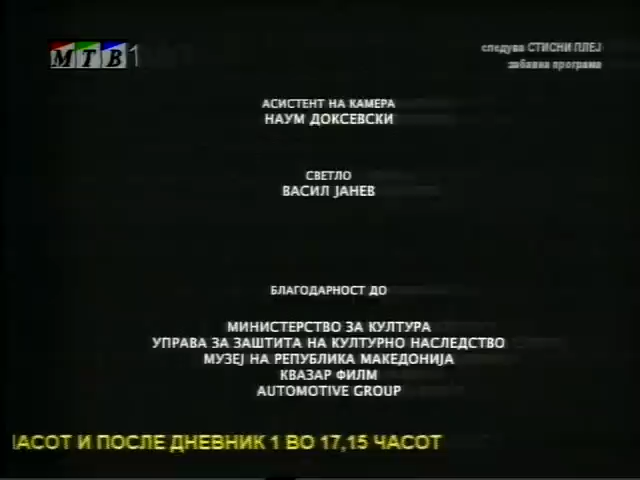 МТВ 1
следува СТИСНИ ПЛЕЈ
забавна програма
АСИСТЕНТ НА КАМЕРА
НАУМ ДОКСЕВСКИ
СВЕТЛО
ВАСИЛ ЈАНЕВ
БЛАГОДАРНОСТ ДО
МИНИСТЕРСТВО ЗА КУЛТУРА
УПРАВА ЗА ЗАШТИТА НА КУЛТУРНО НАСЛЕДСТВО
МУЗЕЈ НА РЕПУБЛИКА МАКЕДОНИЈА
КВАЗАР ФИЛМ
AUTOMOTIVE GROUP
ЧАСОТ И ПОСЛЕ ДНЕВНИК 1 ВО 17,15 ЧАСОТ